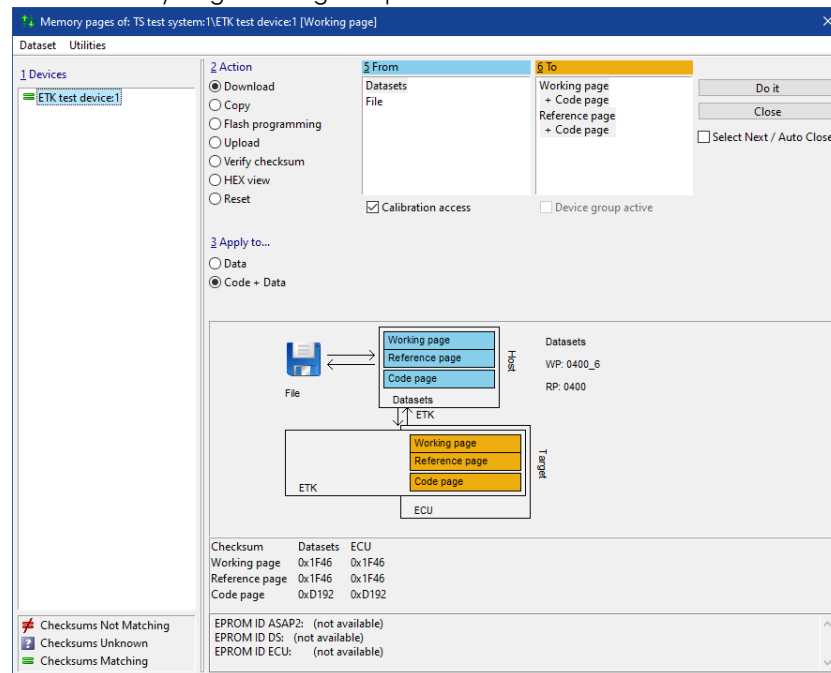 Memory pages of: TS test system:1\ETK test device:1 [Working page]
Dataset Utilities
1 Devices
ETK test device:1
2 Action
Download
Copy
Flash programming
Upload
Verify checksum
HEX view
Reset
5 From
Datasets
File
Calibration access
6 To
Working page
+ Code page
Reference page
+ Code page
Device group active
Do it
Close
Select Next / Auto Close
3 Apply to...
Data
Code + Data
File
Working page
Reference page
Code page
Datasets
Host
ETK
Working page
Reference page
Code page
ETK
ECU
Target
Datasets
WP: 0400_6
RP: 0400
Checksum Datasets ECU
Working page 0x1F46 0x1F46
Reference page 0x1F46 0x1F46
Code page 0xD192 0xD192
EPROM ID ASAP2: (not available)
EPROM ID DS: (not available)
EPROM ID ECU: (not available)
Checksums Not Matching
? Checksums Unknown
Checksums Matching